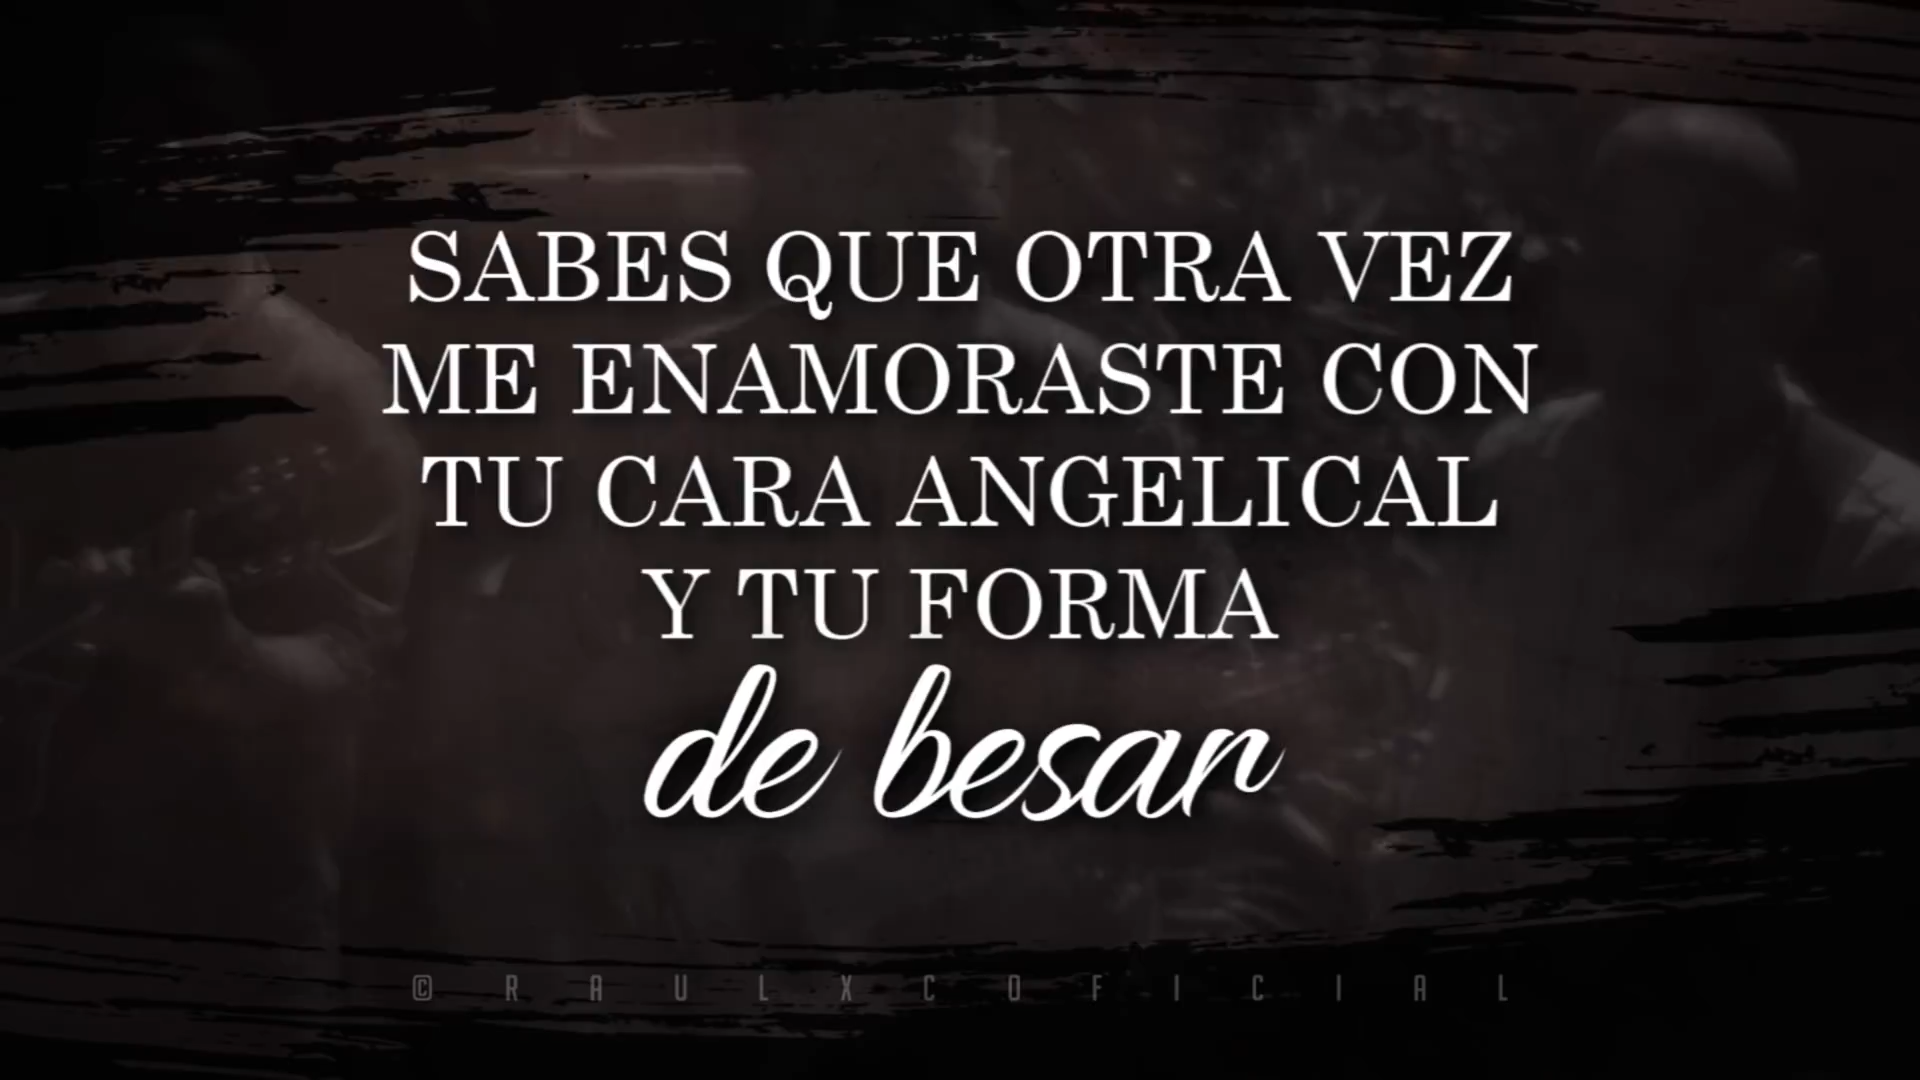 SABES QUE OTRA VEZ
ME ENAMORASTE CON
TU CARA ANGELICAL
Y TU FORMA
de besar
© R A U L X C O F I C I A L